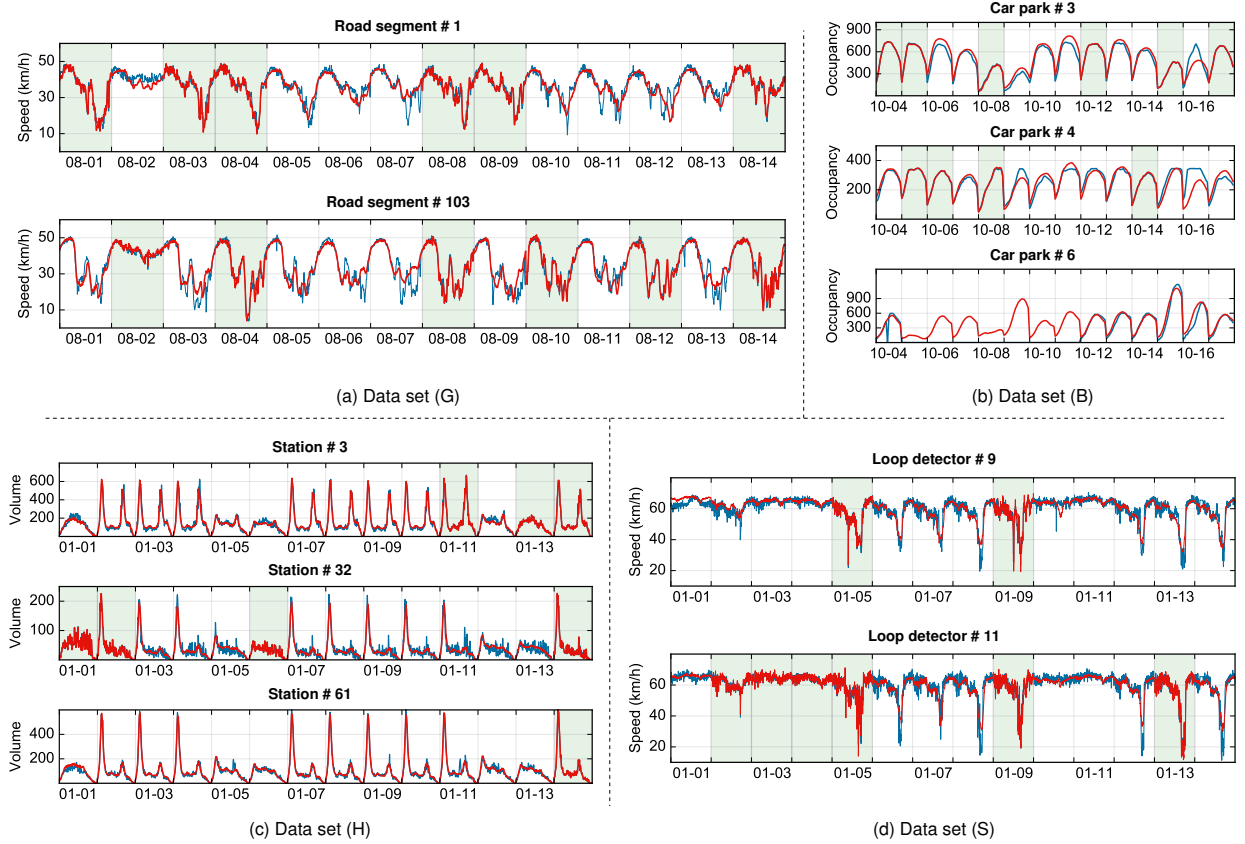 Road segment # 1
Speed (km/h)
50
30
10
08-01 08-02 08-03 08-04 08-05 08-06 08-07 08-08 08-09 08-10 08-11 08-12 08-13 08-14
Road segment # 103
Speed (km/h)
50
30
10
08-01 08-02 08-03 08-04 08-05 08-06 08-07 08-08 08-09 08-10 08-11 08-12 08-13 08-14
(a) Data set (G)
Car park # 3
Occupancy
900
600
300
10-04 10-06 10-08 10-10 10-12 10-14 10-16
Car park # 4
Occupancy
400
200
10-04 10-06 10-08 10-10 10-12 10-14 10-16
Car park # 6
Occupancy
900
600
300
10-04 10-06 10-08 10-10 10-12 10-14 10-16
(b) Data set (B)
Station # 3
Volume
600
400
200
01-01 01-03 01-05 01-07 01-09 01-11 01-13
Station # 32
Volume
200
100
01-01 01-03 01-05 01-07 01-09 01-11 01-13
Station # 61
Volume
400
200
01-01 01-03 01-05 01-07 01-09 01-11 01-13
(c) Data set (H)
Loop detector # 9
Speed (km/h)
60
40
20
01-01 01-03 01-05 01-07 01-09 01-11 01-13
Loop detector # 11
Speed (km/h)
60
40
20
01-01 01-03 01-05 01-07 01-09 01-11 01-13
(d) Data set (S)